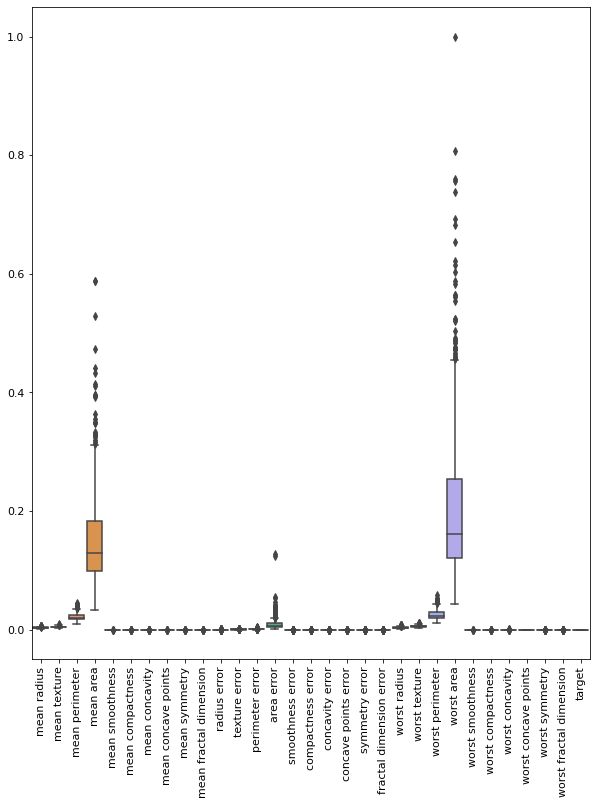 1.0
0.8
0.6
0.4
0.2
0.0
mean radius
mean texture
mean perimeter
mean area
mean smoothness
mean compactness
mean concavity
mean concave points
mean symmetry
mean fractal dimension
radius error
texture error
perimeter error
area error
smoothness error
compactness error
concavity error
concave points error
symmetry error
fractal dimension error
worst radius
worst texture
worst perimeter
worst area
worst smoothness
worst compactness
worst concavity
worst concave points
worst symmetry
worst fractal dimension
target